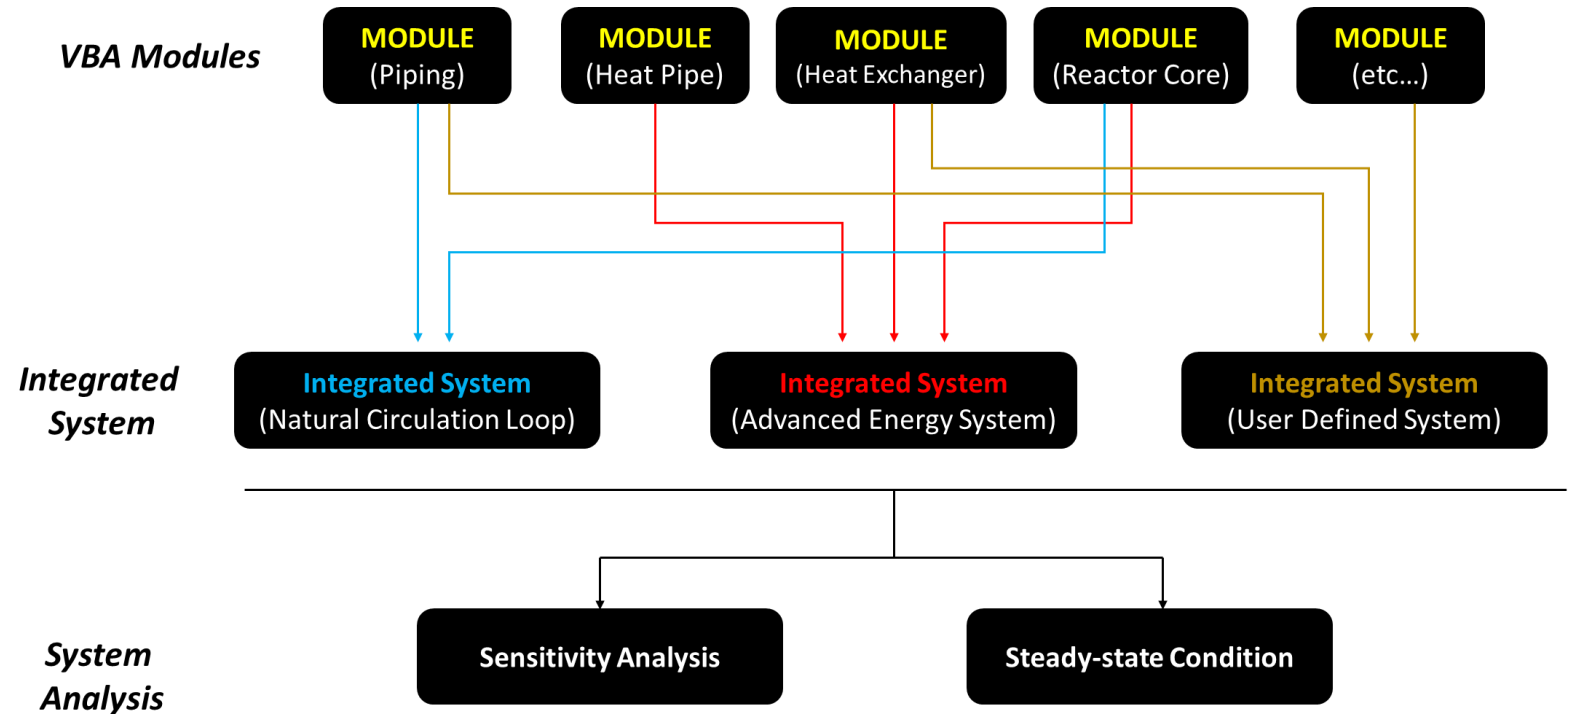 VBA Modules
MODULE
(Piping)
MODULE
(Heat Pipe)
MODULE
(Heat Exchanger)
MODULE
(Reactor Core)
MODULE
(etc...)
Integrated
System
Integrated System
(Natural Circulation Loop)
Integrated System
(Advanced Energy System)
Integrated System
(User Defined System)
System
Analysis
Sensitivity Analysis
Steady-state Condition